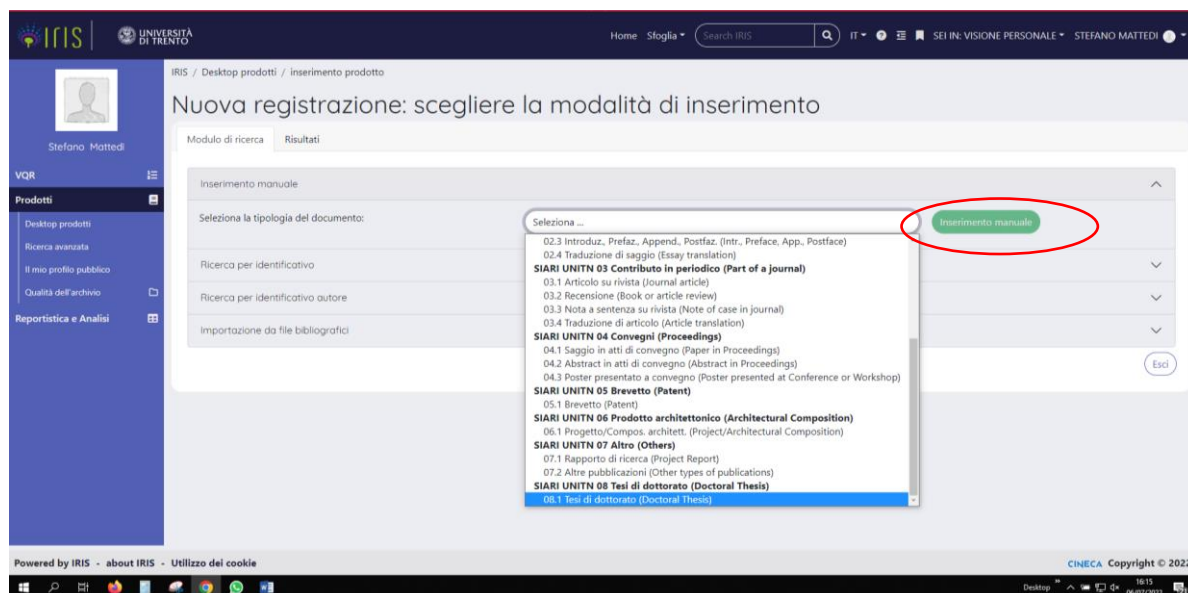 IRIS
UNIVERSITÀ DI TRENTO
Home Sfoglia Search IRIS IT SEI IN: VISIONE PERSONALE STEFANO MATTEDI
IRIS / Desktop prodotti / inserimento prodotto
Nuova registrazione: scegliere la modalità di inserimento
Stefano Mattedi
Modulo di ricerca Risultati
VQR
Prodotti
Desktop prodotti
Ricerca avanzata
Il mio profilo pubblico
Qualità dell'archivio
Reportistica e Analisi
Inserimento manuale
Seleziona la tipologia del documento:
Seleziona ...
Inserimento manuale
02.3 Introduz., Prefaz., Append., Postfaz. (Intr., Preface, App., Postface)
02.4 Traduzione di saggio (Essay translation)
SIARI UNITN 03 Contributo in periodico (Part of a journal)
03.1 Articolo su rivista (Journal article)
03.2 Recensione (Book or article review)
03.3 Nota a sentenza su rivista (Note of case in journal)
03.4 Traduzione di articolo (Article translation)
SIARI UNITN 04 Convegni (Proceedings)
04.1 Saggio in atti di convegno (Paper in Proceedings)
04.2 Abstract in atti di convegno (Abstract in Proceedings)
04.3 Poster presentato a convegno (Poster presented at Conference or Workshop)
SIARI UNITN 05 Brevetto (Patent)
05.1 Brevetto (Patent)
SIARI UNITN 06 Prodotto architettonico (Architectural Composition)
06.1 Progetto/Compos. architett. (Project/Architectural Composition)
SIARI UNITN 07 Altro (Others)
07.1 Rapporto di ricerca (Project Report)
07.2 Altre pubblicazioni (Other types of publications)
SIARI UNITN 08 Tesi di dottorato (Doctoral Thesis)
08.1 Tesi di dottorato (Doctoral Thesis)
Ricerca per identificativo
Ricerca per identificativo autore
Importazione da file bibliografici
Esci
Powered by IRIS - about IRIS - Utilizzo dei cookie
CINECA Copyright © 2022
Desktop
16:15
06/07/2022